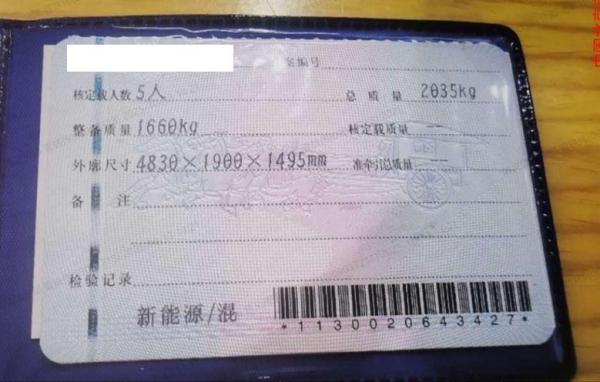 案编号
核定载人数 5人 总质量 2035kg
整备质量 1660kg 核定载质量 --
外廓尺寸 4830×1900×1495mm 准牵引总质量 --
备注
检验记录
新能源/混
*1130020643427*